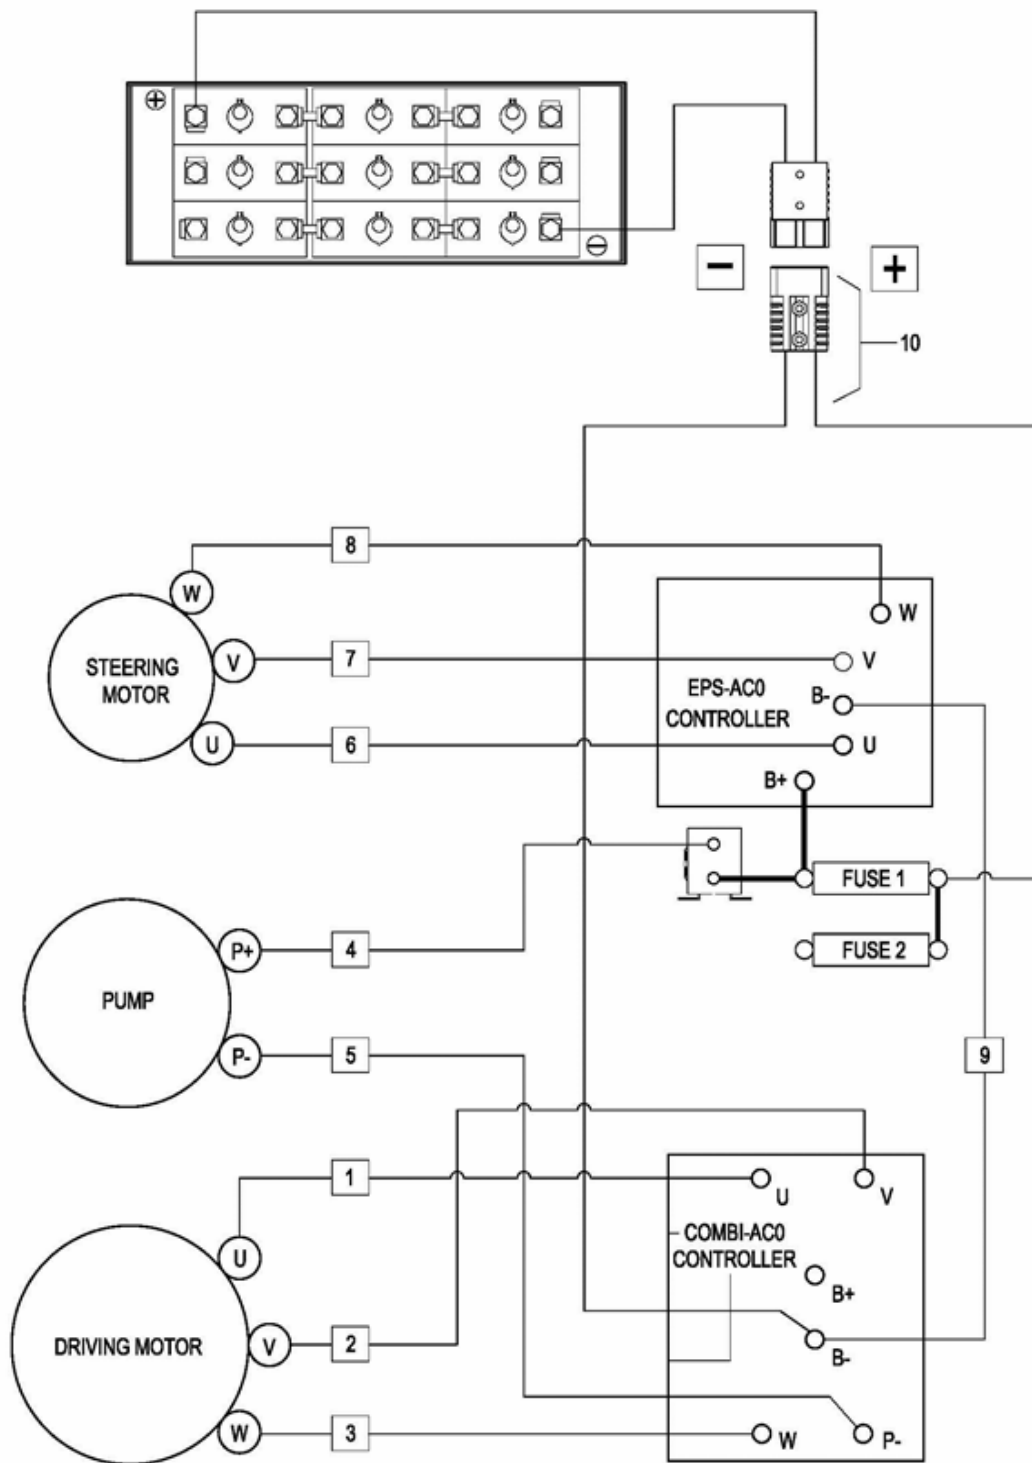 +
-
-
+
10
8
W
W
STEERING
MOTOR
V
7
V
EPS-AC0
CONTROLLER
B-
U
6
U
B+
FUSE 1
P+
4
FUSE 2
PUMP
P-
5
9
1
U
V
U
COMBI-AC0
CONTROLLER
B+
DRIVING MOTOR
V
2
B-
W
3
W
P-